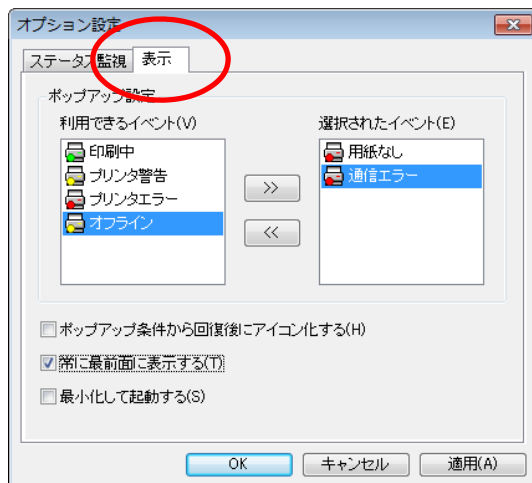 オプション設定
ステータス監視 表示
ポップアップ設定
利用できるイベント(V) 選択されたイベント(E)
印刷中 用紙なし
プリンタ警告 >> 通信エラー
プリンタエラー
オフライン <<
ポップアップ条件から回復後にアイコン化する(H)
常に最前面に表示する(T)
最小化して起動する(S)
OK キャンセル 適用(A)